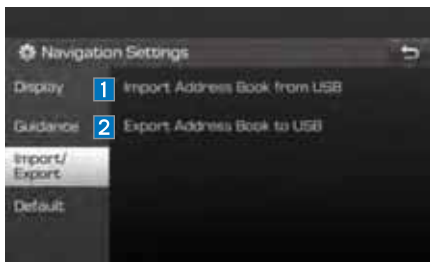 Navigation Settings
Display
1 Import Address Book from USB
Guidance
2 Export Address Book to USB
Import/
Export
Default